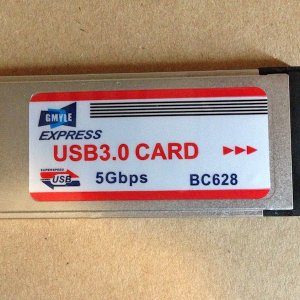 GMYLE
EXPRESS
USB3.0 CARD
SUPERSPEED
USB
5Gbps
BC628